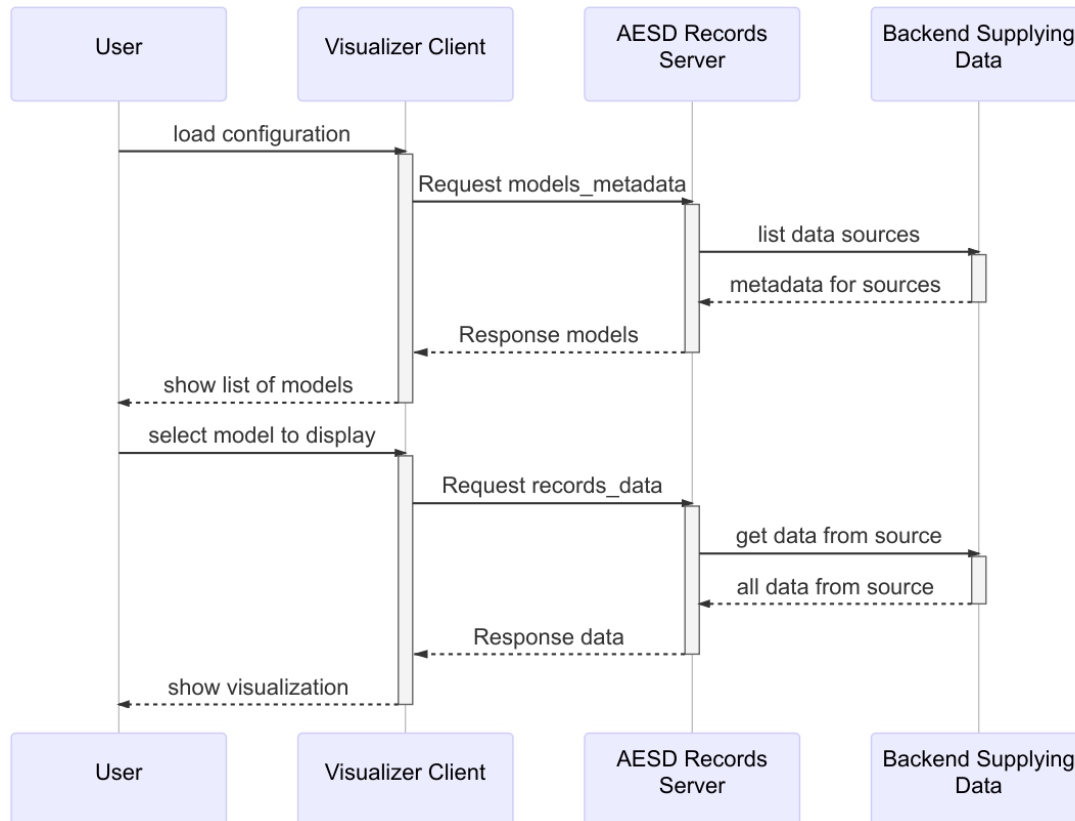 User
Visualizer Client
AESD Records
Server
Backend Supplying
Data
load configuration
Request models_metadata
list data sources
metadata for sources
Response models
show list of models
select model to display
Request records_data
get data from source
all data from source
Response data
show visualization
User
Visualizer Client
AESD Records
Server
Backend Supplying
Data